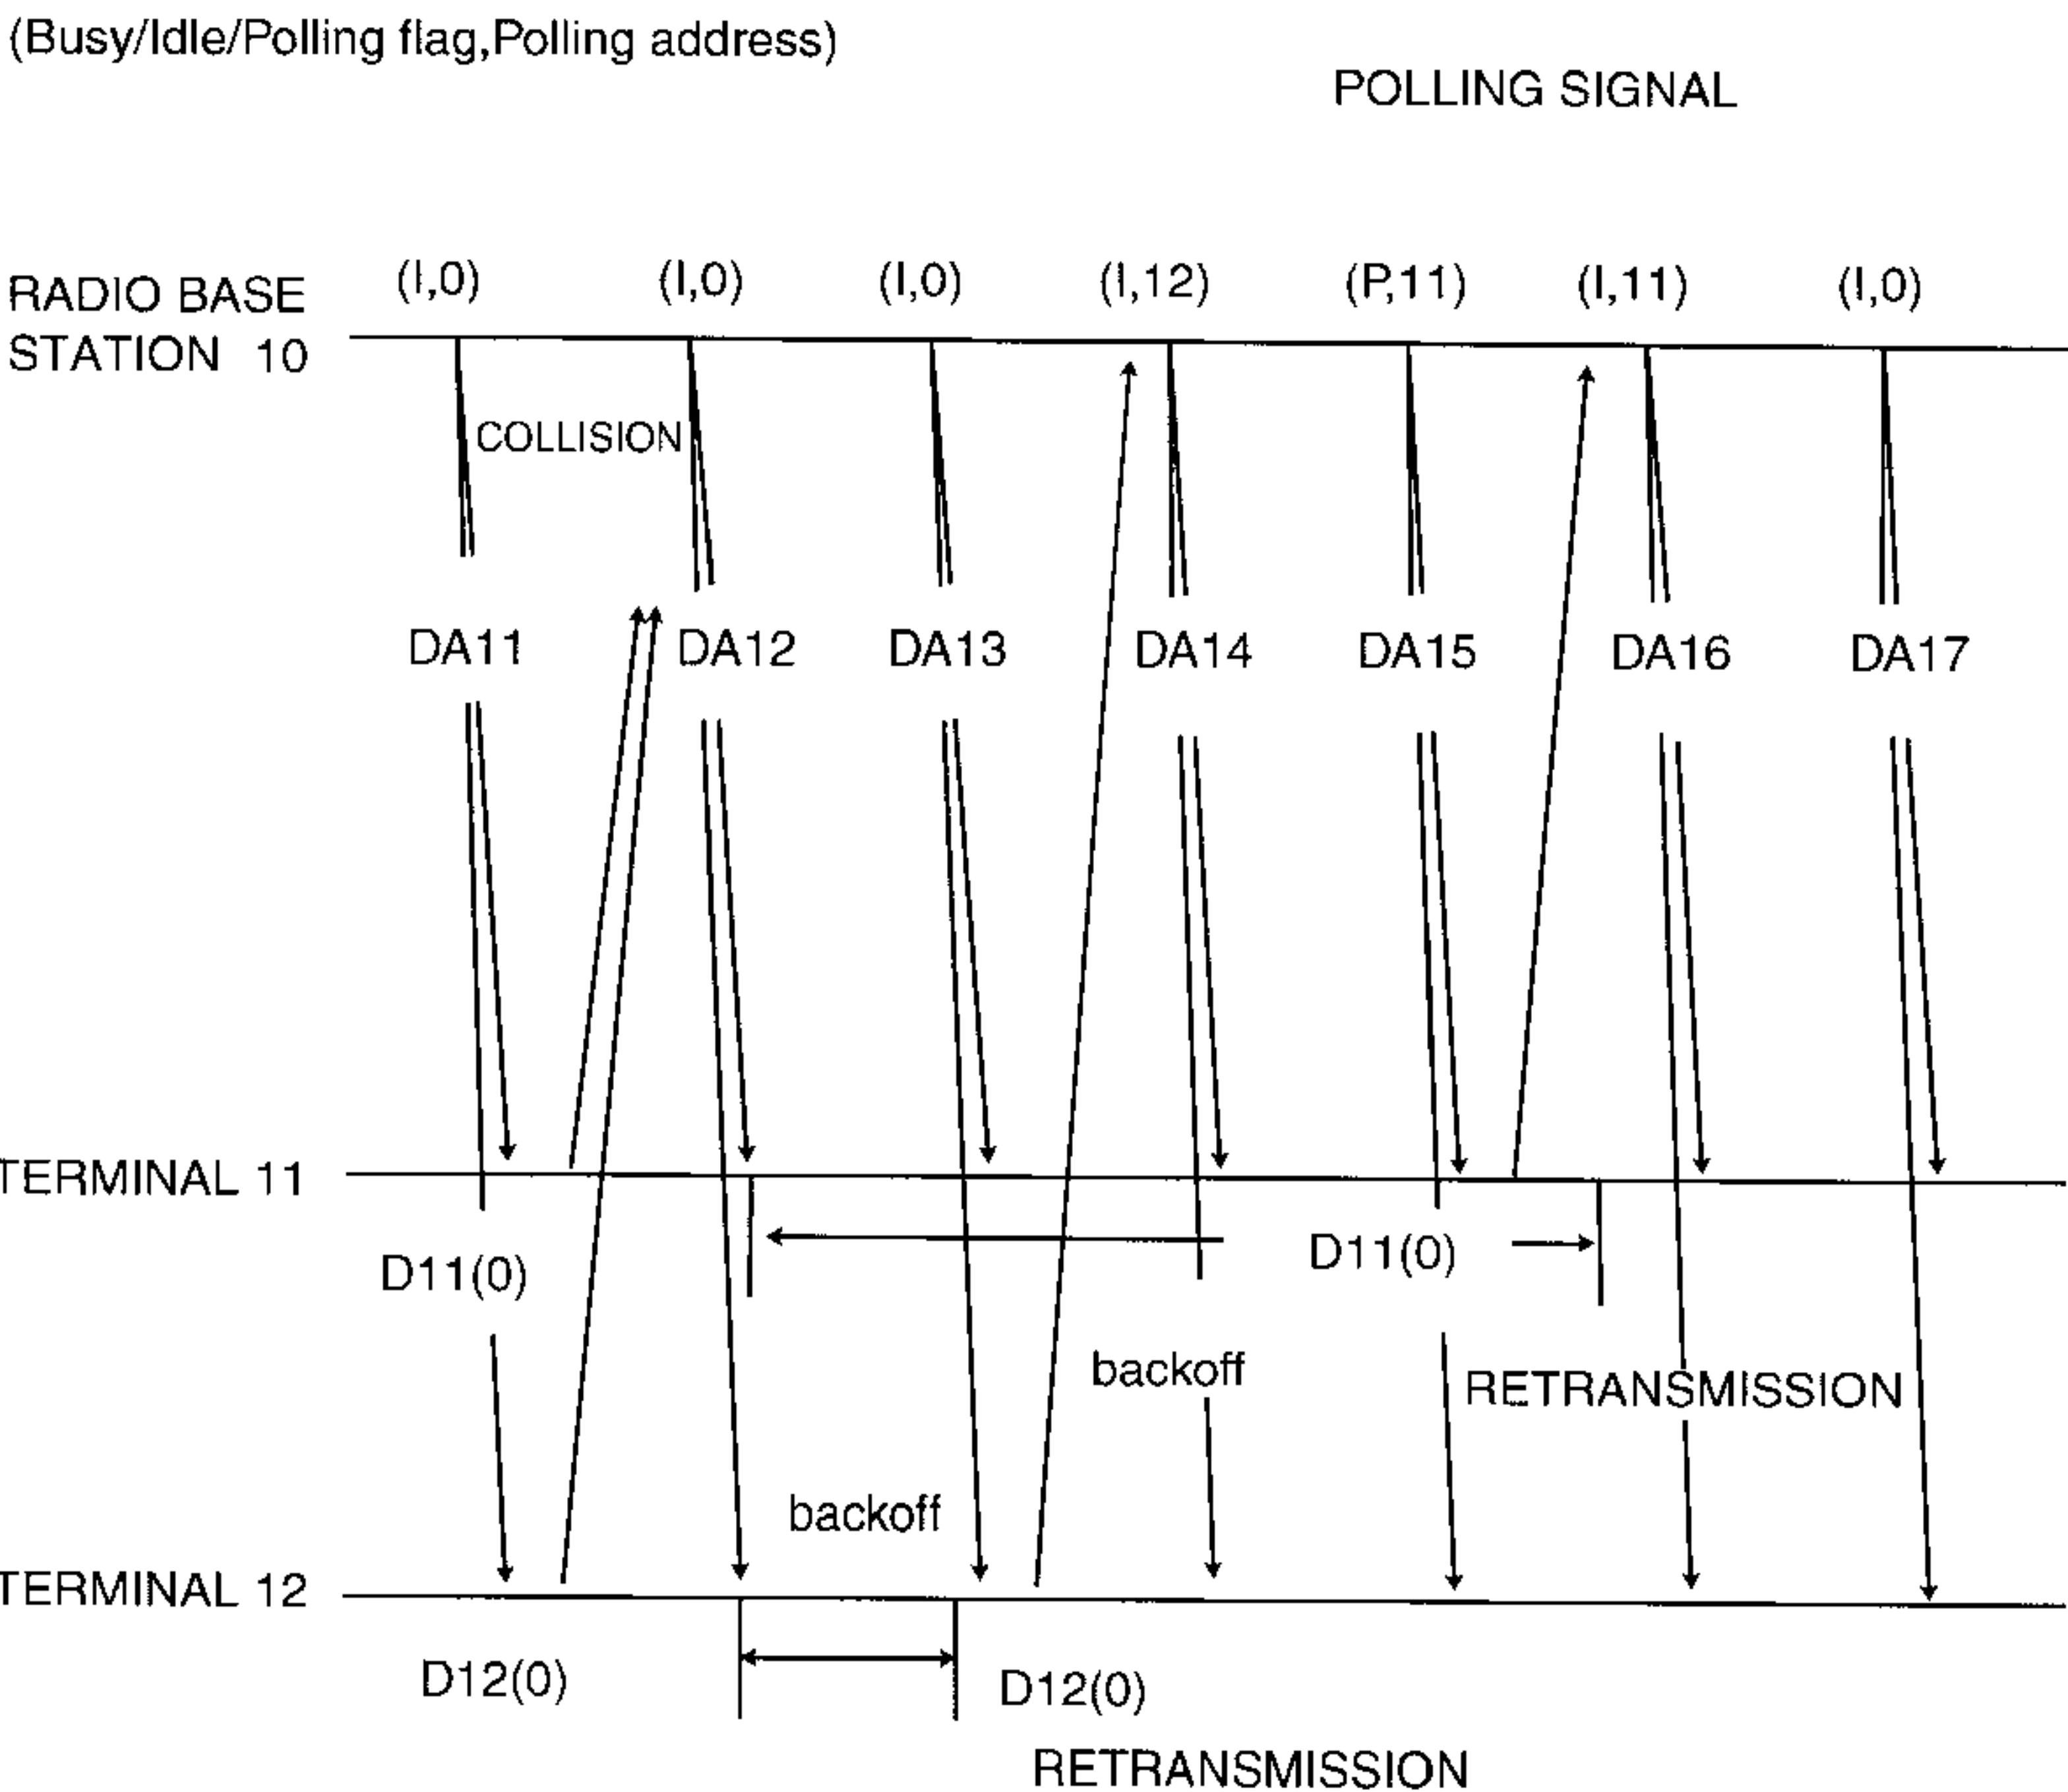 (Busy/Idle/Polling flag,Polling address)
POLLING SIGNAL
RADIO BASE
STATION 10
(I,0) (I,0) (I,0) (I,12) (P,11) (I,11) (I,0)
COLLISION
DA11 DA12 DA13 DA14 DA15 DA16 DA17
TERMINAL 11
D11(0) D11(0)
backoff
RETRANSMISSION
backoff
TERMINAL 12
D12(0) D12(0)
RETRANSMISSION